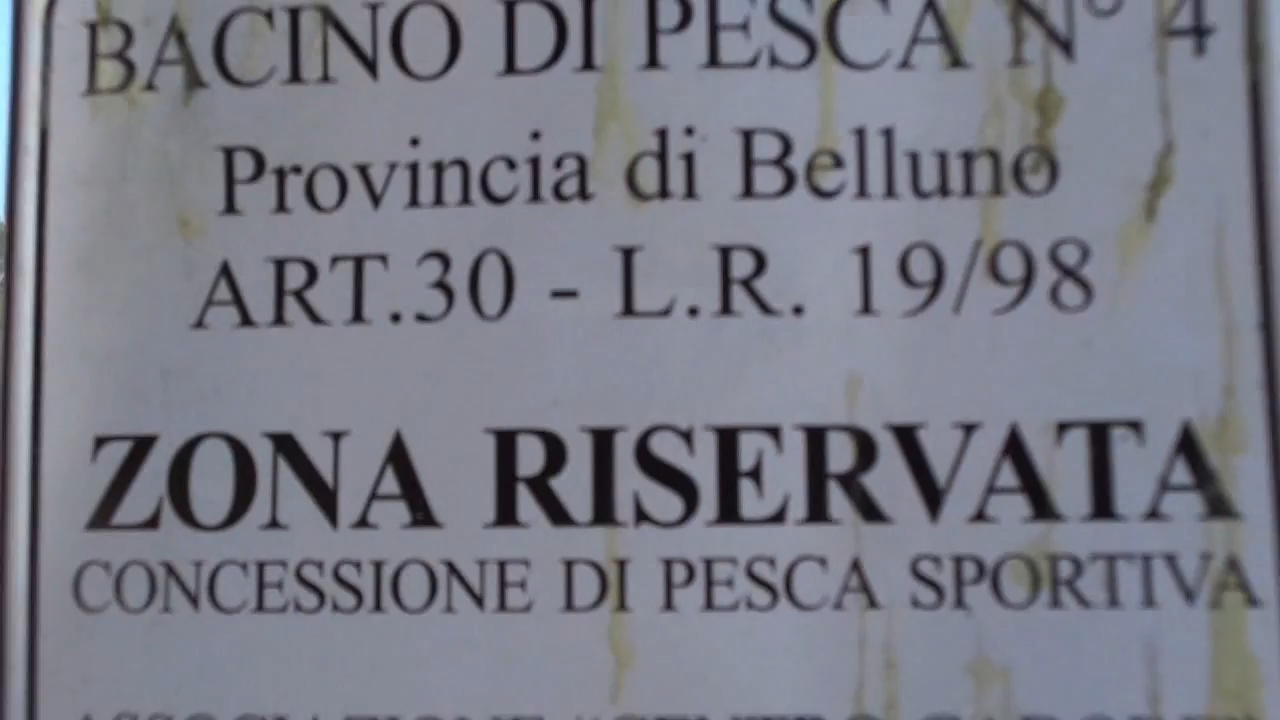 BACINO DI PESCA N° 4
Provincia di Belluno
ART.30 - L.R. 19/98
ZONA RISERVATA
CONCESSIONE DI PESCA SPORTIVA